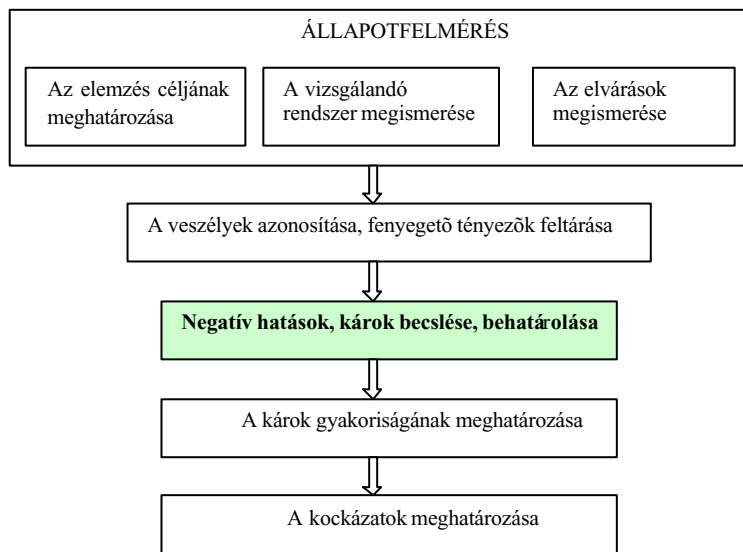 ÁLLAPOTFELMÉRÉS
Az elemzés céljának
meghatározása
A vizsgálandó
rendszer megismerése
Az elvárások
megismerése
A veszélyek azonosítása, fenyegetõ tényezõk feltárása
Negatív hatások, károk becslése, behatárolása
A károk gyakoriságának meghatározása
A kockázatok meghatározása